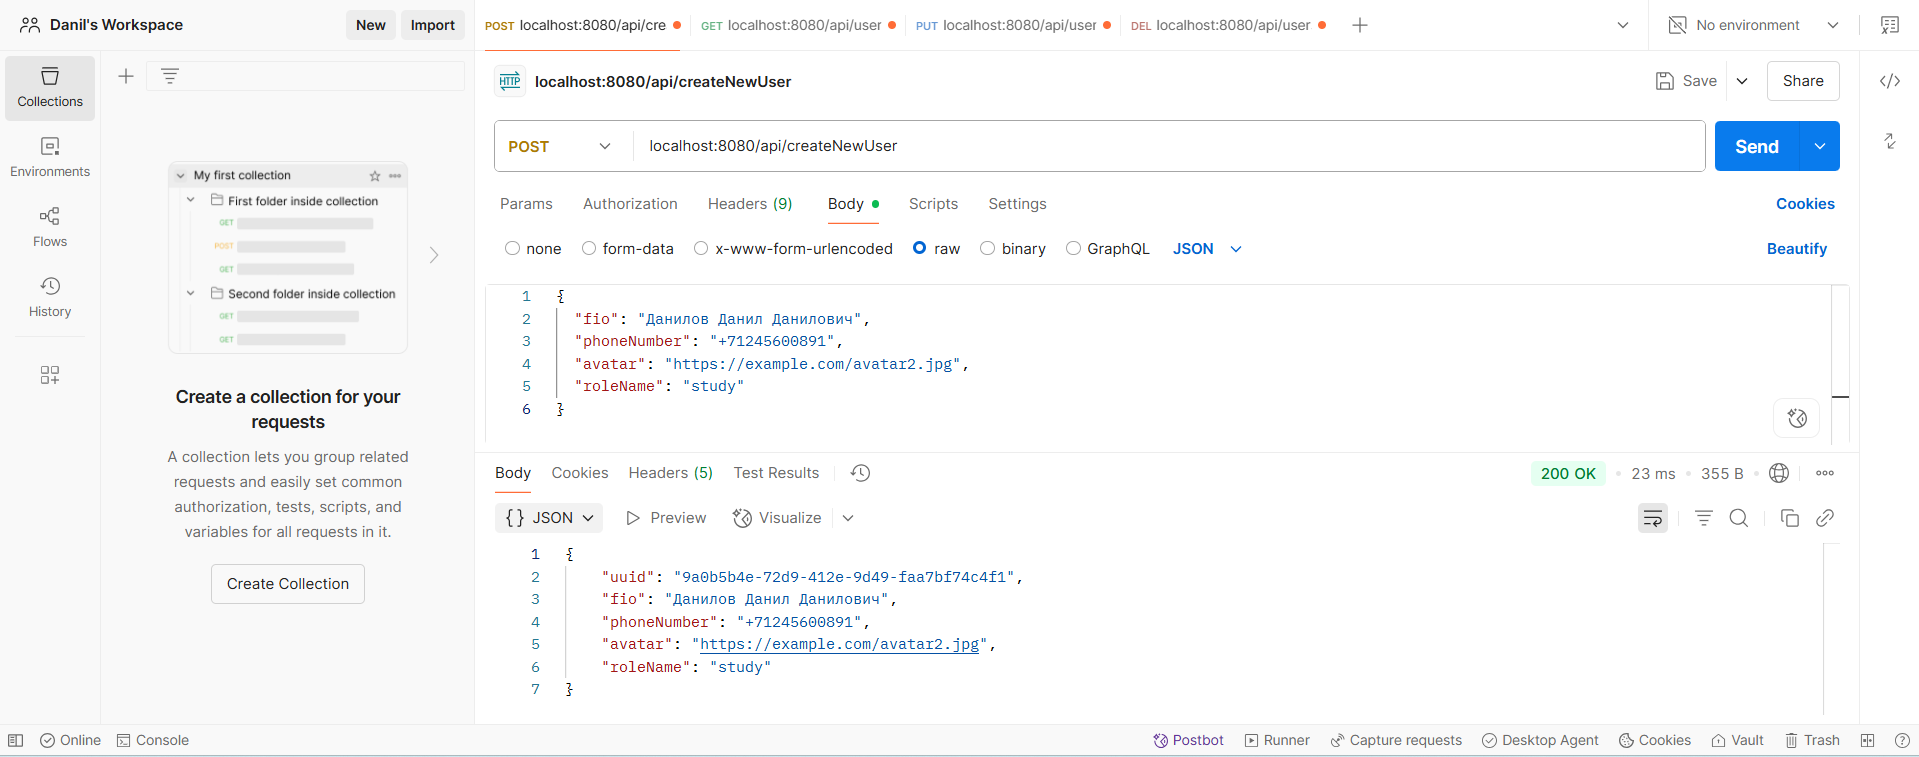 Danil's Workspace
New
Import
POST localhost:8080/api/cre
GET localhost:8080/api/user
PUT localhost:8080/api/user
DEL localhost:8080/api/user
No environment
Collections
Environments
Flows
History
My first collection
First folder inside collection
GET
POST
GET
Second folder inside collection
GET
GET
Create a collection for your
requests
A collection lets you group related
requests and easily set common
authorization, tests, scripts, and
variables for all requests in it.
Create Collection
HTTP
localhost:8080/api/createNewUser
Save
Share
POST
localhost:8080/api/createNewUser
Send
Params Authorization Headers (9) Body Scripts Settings
Cookies
none form-data x-www-form-urlencoded raw binary GraphQL JSON
Beautify
1 {
2 "fio": "Данилов Данил Данилович",
3 "phoneNumber": "+71245600891",
4 "avatar": "https://example.com/avatar2.jpg",
5 "roleName": "study"
6 }
Body Cookies Headers (5) Test Results
200 OK 23 ms 355 B
{} JSON Preview Visualize
1 {
2 "uuid": "9a0b5b4e-72d9-412e-9d49-faa7bf74c4f1",
3 "fio": "Данилов Данил Данилович",
4 "phoneNumber": "+71245600891",
5 "avatar": "https://example.com/avatar2.jpg",
6 "roleName": "study"
7 }
Online Console
Postbot Runner Capture requests Desktop Agent Cookies Vault Trash